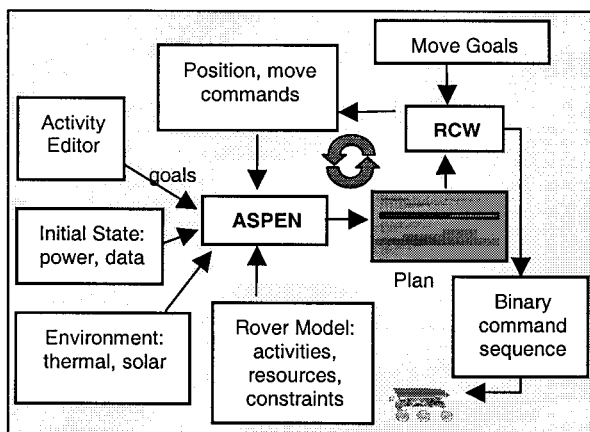 Move Goals
Position, move
commands
RCW
Activity
Editor
goals
ASPEN
Initial State:
power, data
Plan
Environment:
thermal, solar
Rover Model:
activities,
resources,
constraints
Binary
command
sequence